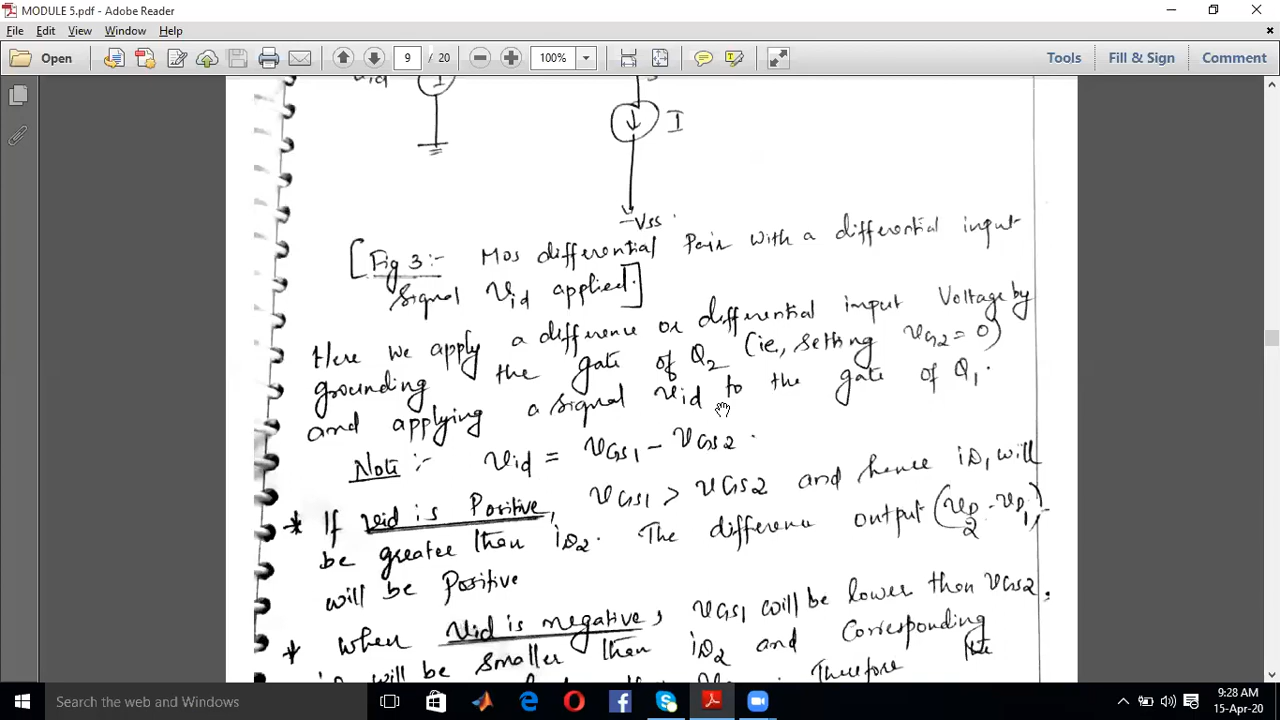 MODULE 5.pdf - Adobe Reader
File Edit View Window Help
Open 9 / 20 100% Tools Fill & Sign Comment
vid
I
-Vss
[Fig 3:- Mos differential Pair with a differential input
signal vid applied.]
Here we apply a difference or differential input Voltage by
grounding the gate of Q2 (ie., setting vG2 = 0)
and applying a signal vid to the gate of Q1.
Note :- vid = vGS1 - vGS2.
* If vid is Positive, vGS1 > vGS2 and hence iD1 will
be greater than iD2. The difference output (vD2 - vD1)
will be Positive
* when vid is negative, vGS1 will be lower than vGS2,
will be smaller than iD2 and Corresponding
Therefore
Search Windows
9:28 AM
15-Apr-20